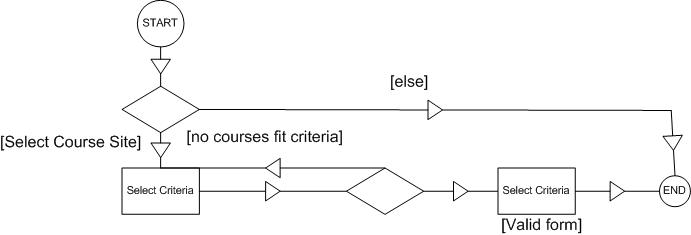 START
[else]
[Select Course Site]
[no courses fit criteria]
Select Criteria
Select Criteria
END
[Valid form]